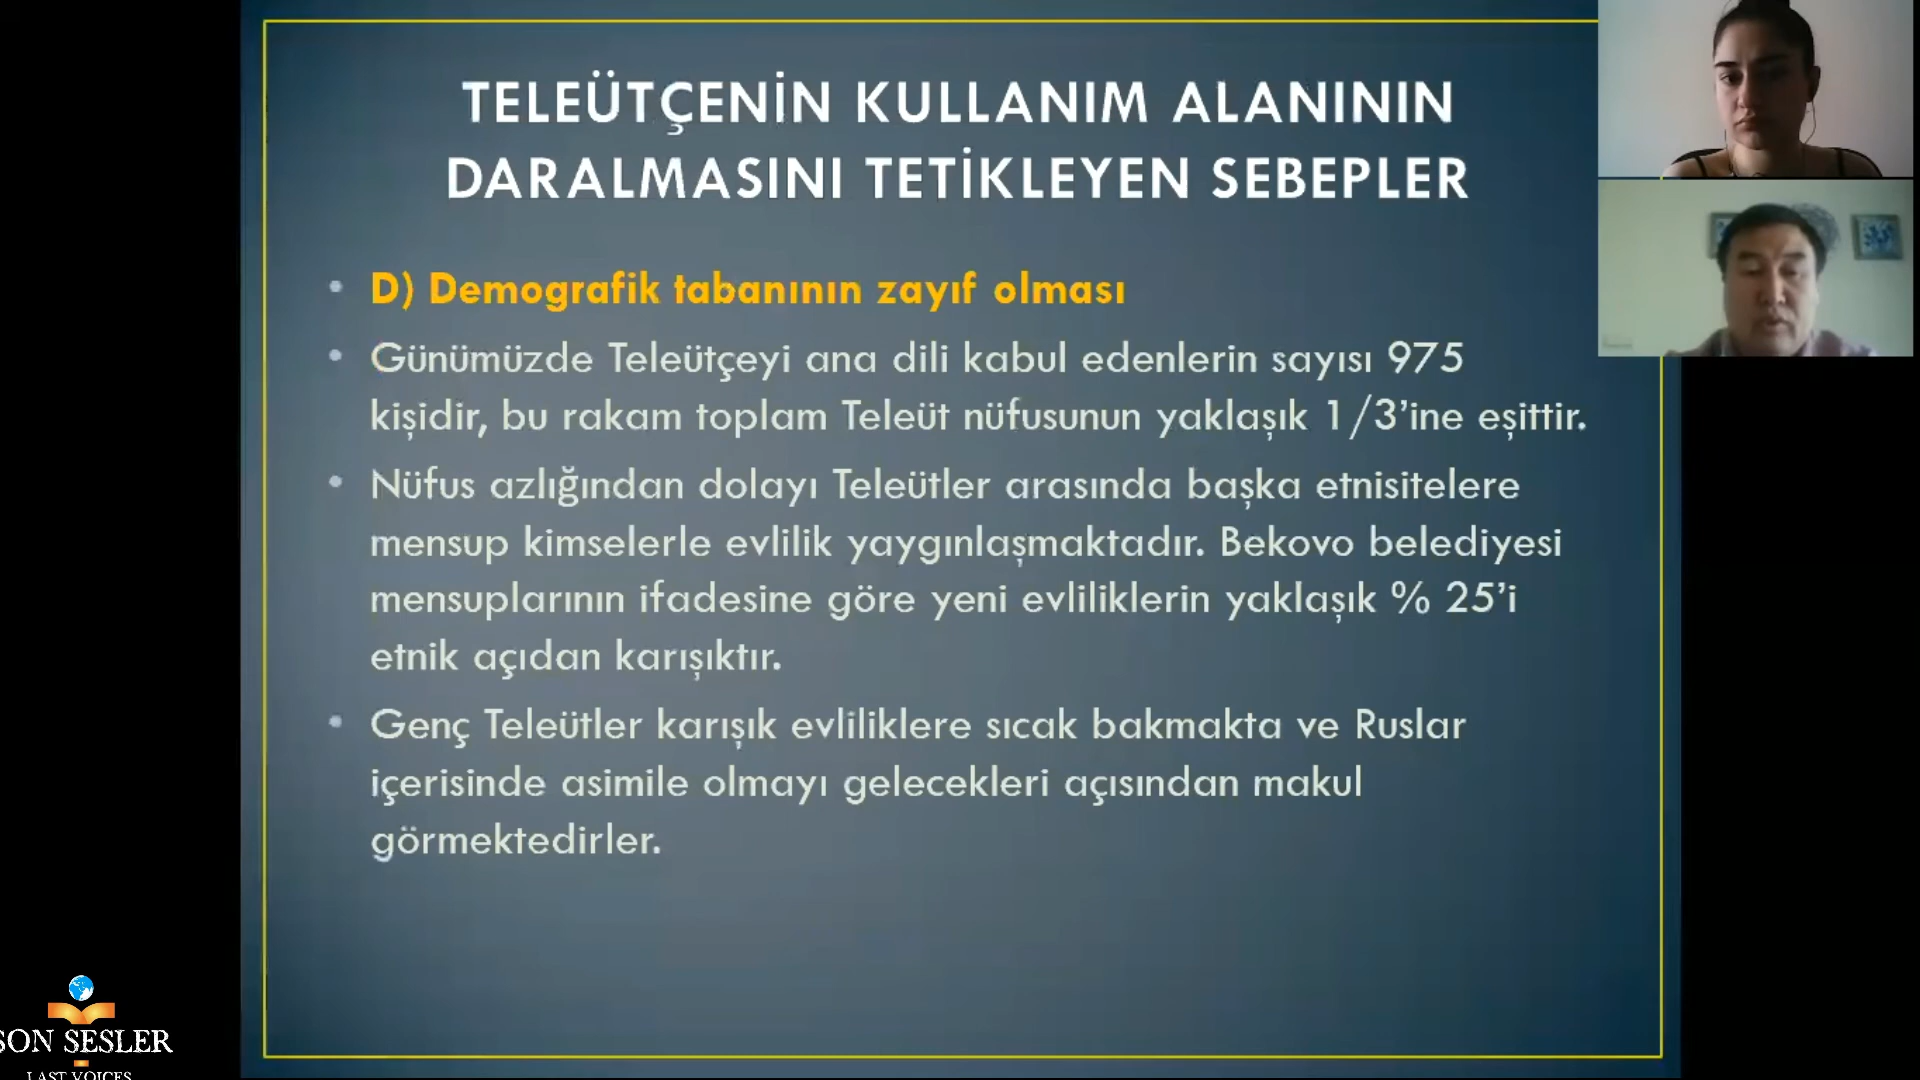 TELEÜTÇENİN KULLANIM ALANININ
DARALMASINI TETİKLEYEN SEBEPLER
• D) Demografik tabanının zayıf olması
• Günümüzde Teleütçeyi ana dili kabul edenlerin sayısı 975
kişidir, bu rakam toplam Teleüt nüfusunun yaklaşık 1/3’ine eşittir.
• Nüfus azlığından dolayı Teleütler arasında başka etnisitelere
mensup kimselerle evlilik yaygınlaşmaktadır. Bekovo belediyesi
mensuplarının ifadesine göre yeni evliliklerin yaklaşık % 25’i
etnik açıdan karışıktır.
• Genç Teleütler karışık evliliklere sıcak bakmakta ve Ruslar
içerisinde asimile olmayı gelecekleri açısından makul
görmektedirler.
SON SESLER
LAST VOICES